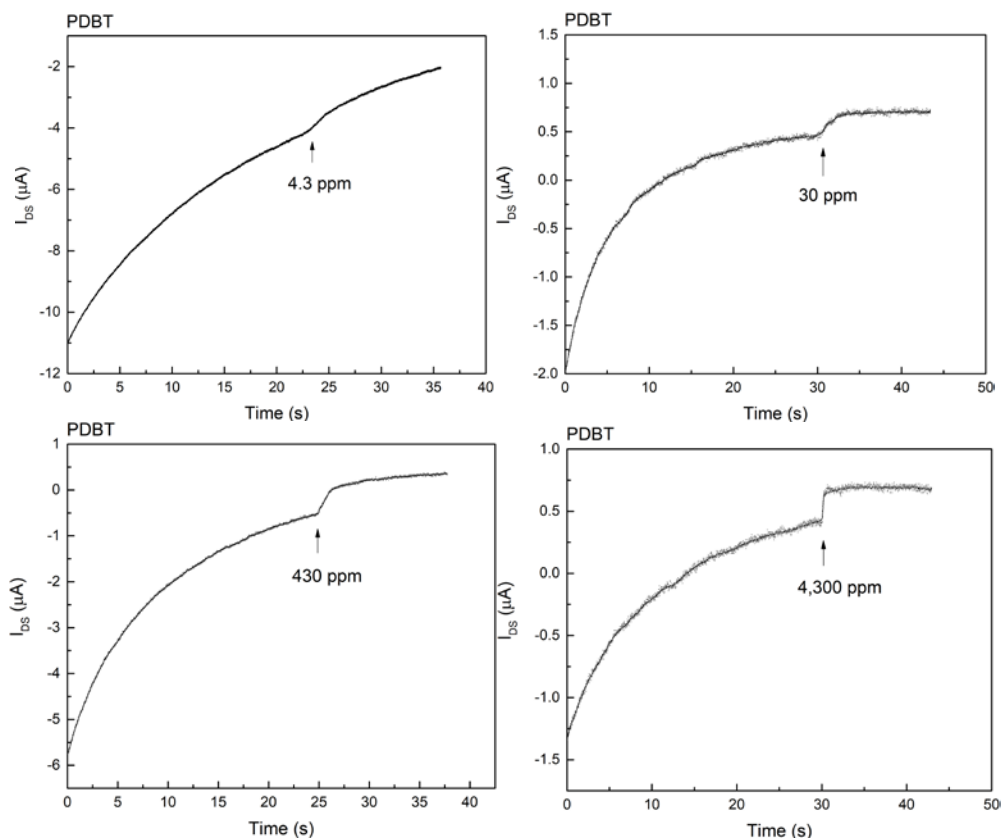 PDBT
-2
-4
-6
-8
-10
-12
I_DS (μA)
4.3 ppm
0 5 10 15 20 25 30 35 40
Time (s)
PDBT
1.5
1.0
0.5
0.0
-0.5
-1.0
-1.5
-2.0
I_DS (μA)
30 ppm
0 10 20 30 40 50
Time (s)
PDBT
1
0
-1
-2
-3
-4
-5
-6
I_DS (μA)
430 ppm
0 5 10 15 20 25 30 35 40
Time (s)
PDBT
1.0
0.5
0.0
-0.5
-1.0
-1.5
I_DS (μA)
4,300 ppm
0 10 20 30 40 50
Time (s)